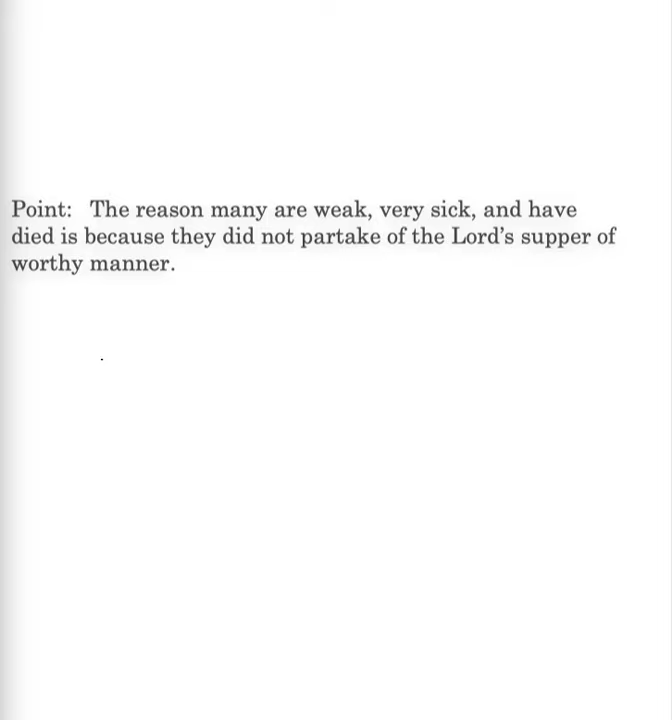 Point: The reason many are weak, very sick, and have
died is because they did not partake of the Lord’s supper of
worthy manner.